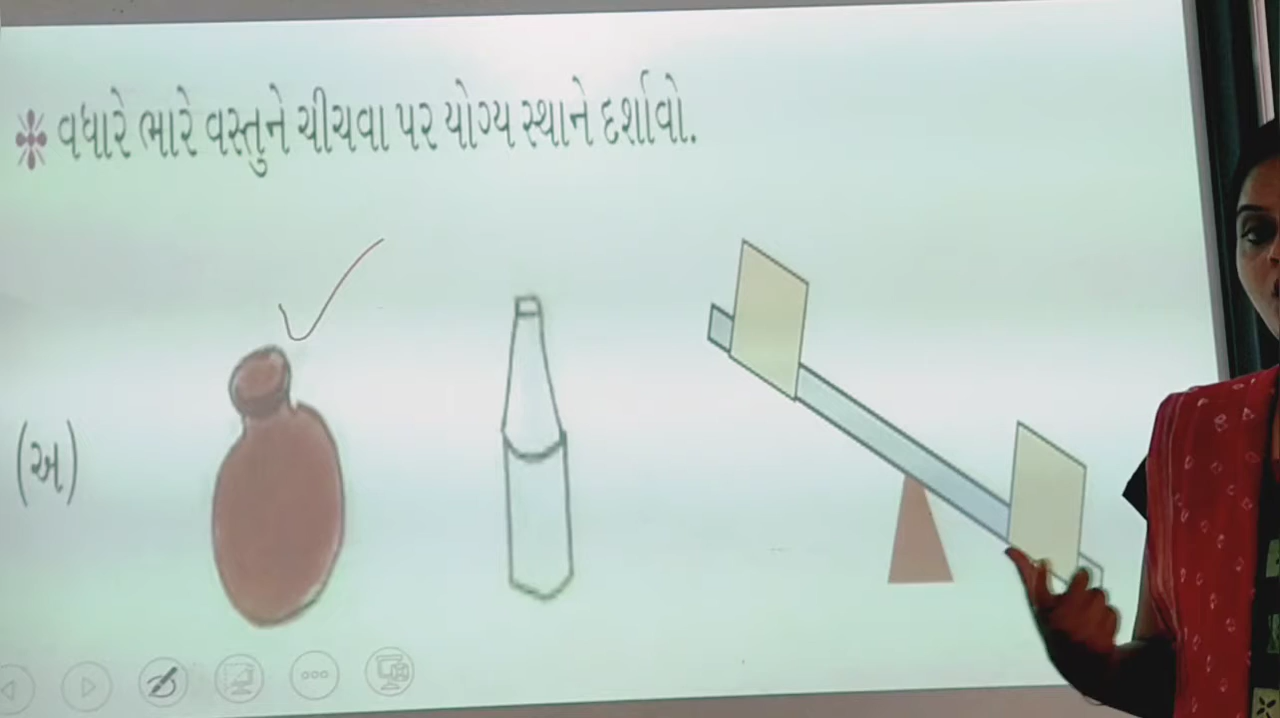 વધારે ભારે વસ્તુને ચીચવા પર યોગ્ય સ્થાને દર્શાવો.
(અ)